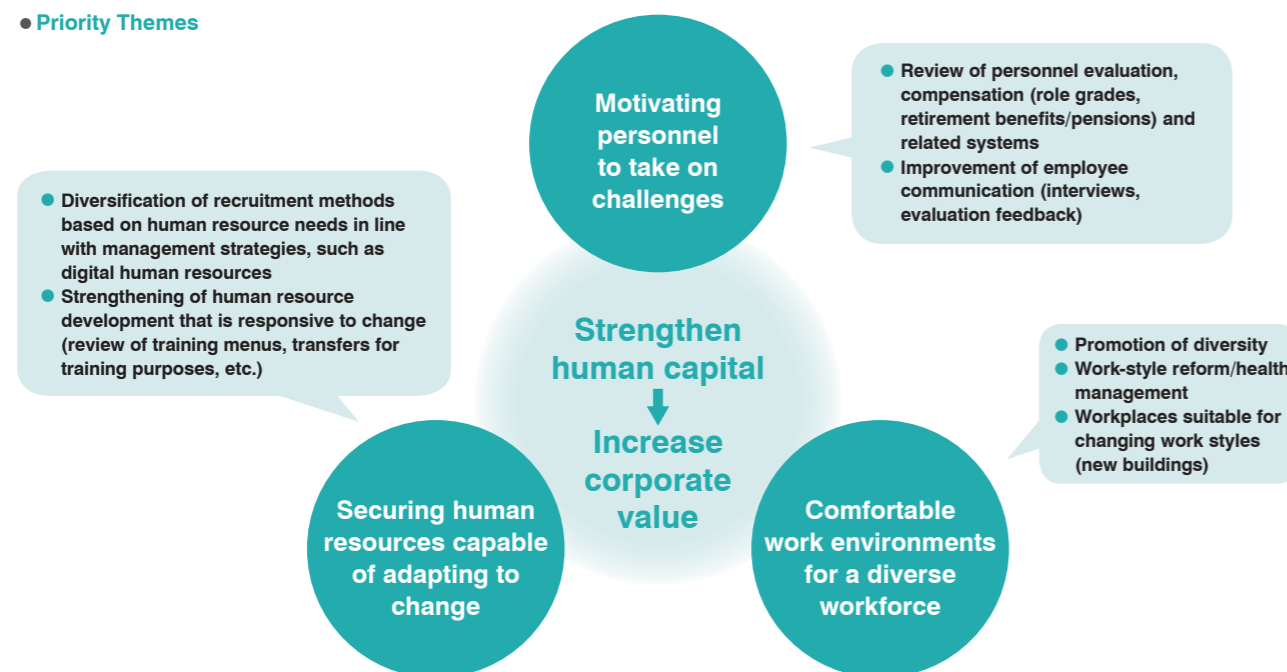 ● Priority Themes
Motivating
personnel
to take on
challenges
● Review of personnel evaluation,
compensation (role grades,
retirement benefits/pensions) and
related systems
● Improvement of employee
communication (interviews,
evaluation feedback)
● Diversification of recruitment methods
based on human resource needs in line
with management strategies, such as
digital human resources
● Strengthening of human resource
development that is responsive to change
(review of training menus, transfers for
training purposes, etc.)
Strengthen
human capital
Increase
corporate
value
● Promotion of diversity
● Work-style reform/health
management
● Workplaces suitable for
changing work styles
(new buildings)
Securing human
resources capable
of adapting to
change
Comfortable
work environments
for a diverse
workforce